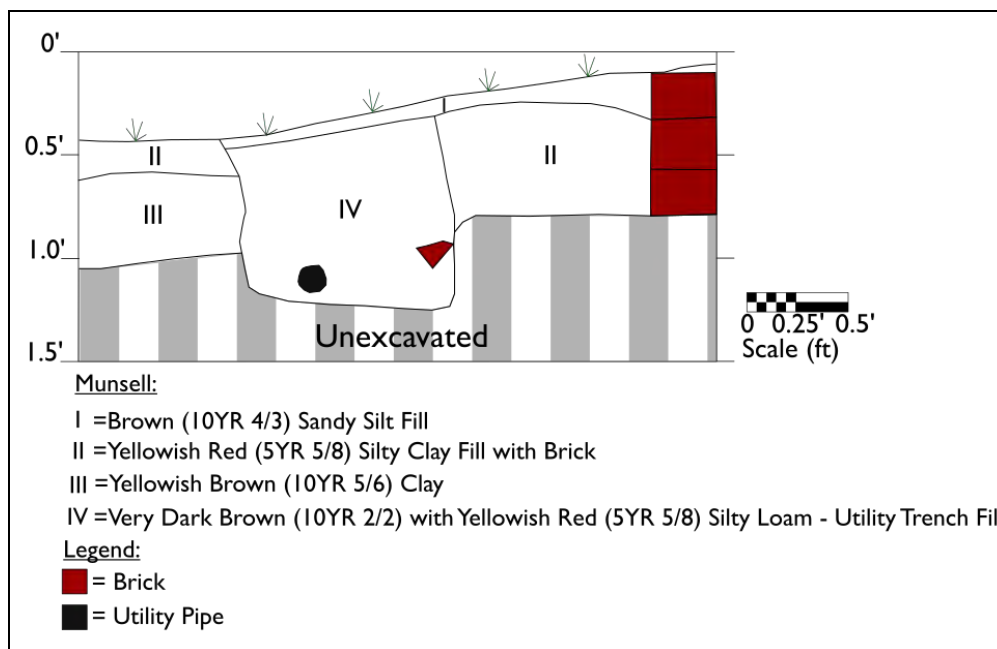 0'
I
0.5'
II
II
III
IV
1.0'
0 0.25' 0.5'
Scale (ft)
Unexcavated
1.5'
Munsell:
I =Brown (10YR 4/3) Sandy Silt Fill
II =Yellowish Red (5YR 5/8) Silty Clay Fill with Brick
III =Yellowish Brown (10YR 5/6) Clay
IV =Very Dark Brown (10YR 2/2) with Yellowish Red (5YR 5/8) Silty Loam - Utility Trench Fil
Legend:
= Brick
= Utility Pipe